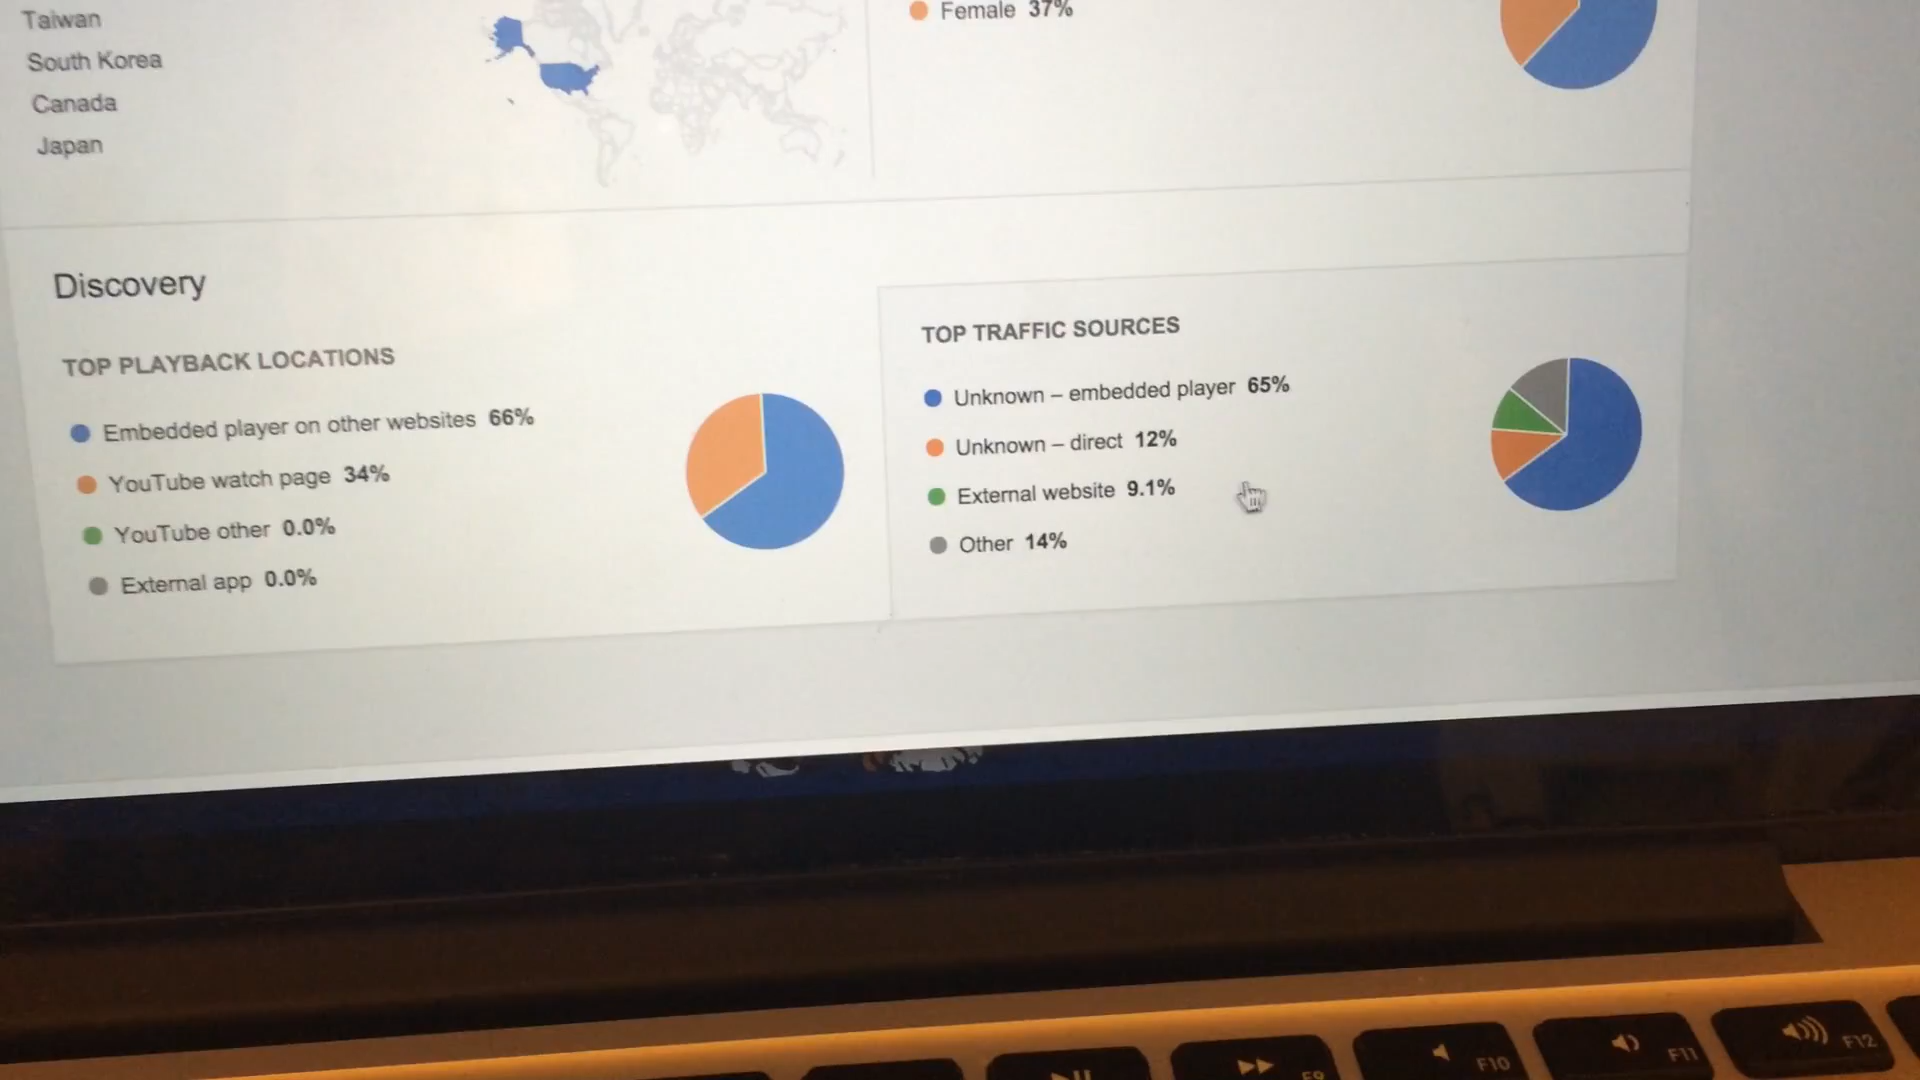 Taiwan
South Korea
Canada
Japan
Female 37%
Discovery
TOP PLAYBACK LOCATIONS
Embedded player on other websites 66%
YouTube watch page 34%
YouTube other 0.0%
External app 0.0%
TOP TRAFFIC SOURCES
Unknown – embedded player 65%
Unknown – direct 12%
External website 9.1%
Other 14%
F9
F10
F11
F12